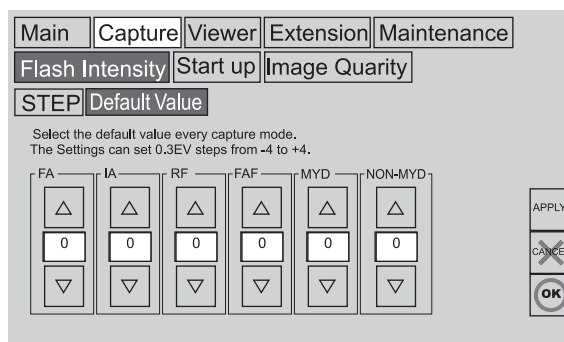 Main Capture Viewer Extension Maintenance
Flash Intensity Start up Image Quarity
STEP Default Value
Select the default value every capture mode.
The Settings can set 0.3EV steps from -4 to +4.
FA IA RF FAF MYD NON-MYD
0 0 0 0 0 0
APPLY
CANCE
OK